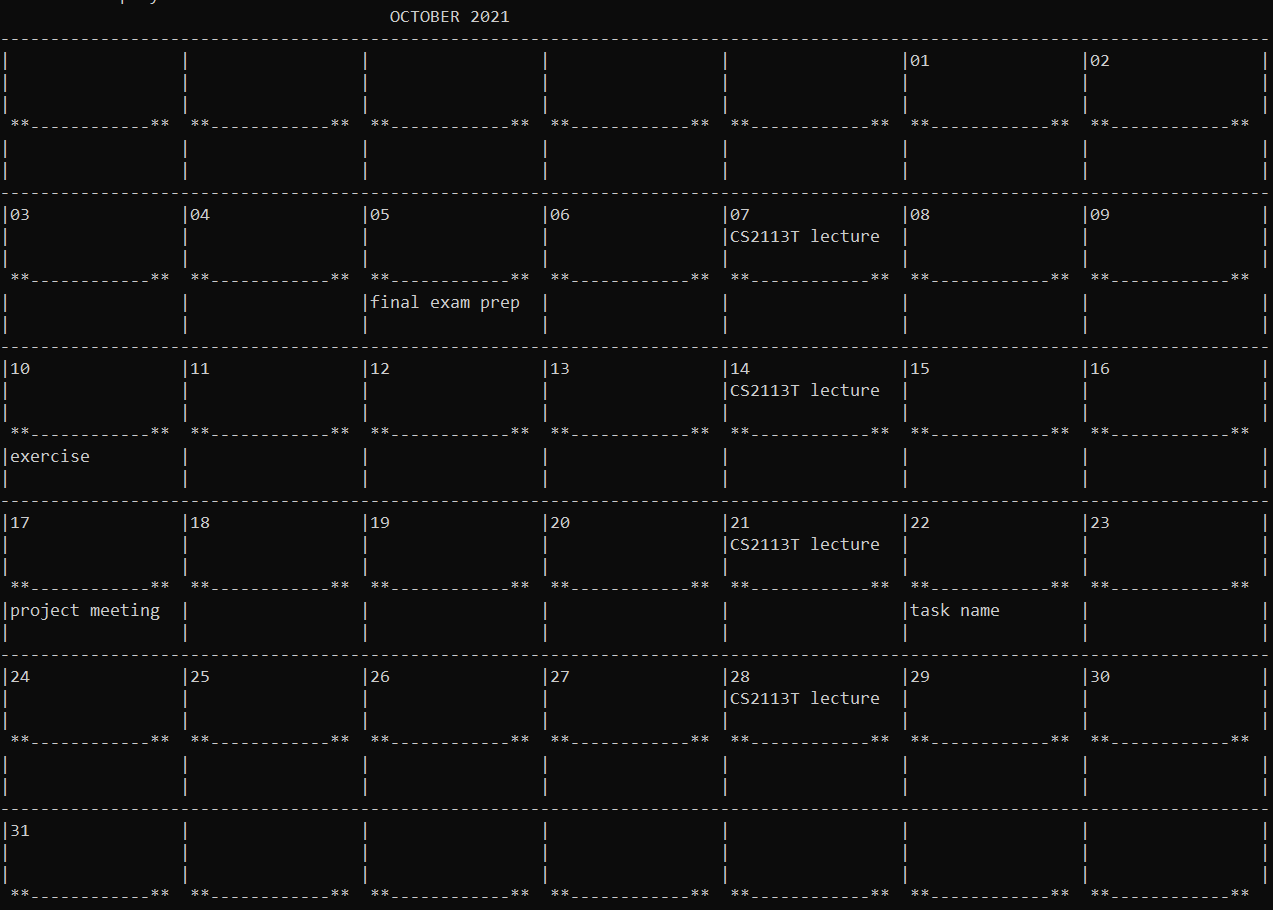 OCTOBER 2021
01 02
03 04 05 06 07 08 09
CS2113T lecture
final exam prep
10 11 12 13 14 15 16
CS2113T lecture
exercise
17 18 19 20 21 22 23
CS2113T lecture
project meeting task name
24 25 26 27 28 29 30
CS2113T lecture
31